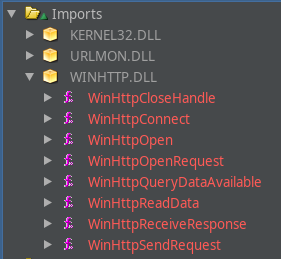 Imports
KERNEL32.DLL
URLMON.DLL
WINHTTP.DLL
WinHttpCloseHandle
WinHttpConnect
WinHttpOpen
WinHttpOpenRequest
WinHttpQueryDataAvailable
WinHttpReadData
WinHttpReceiveResponse
WinHttpSendRequest